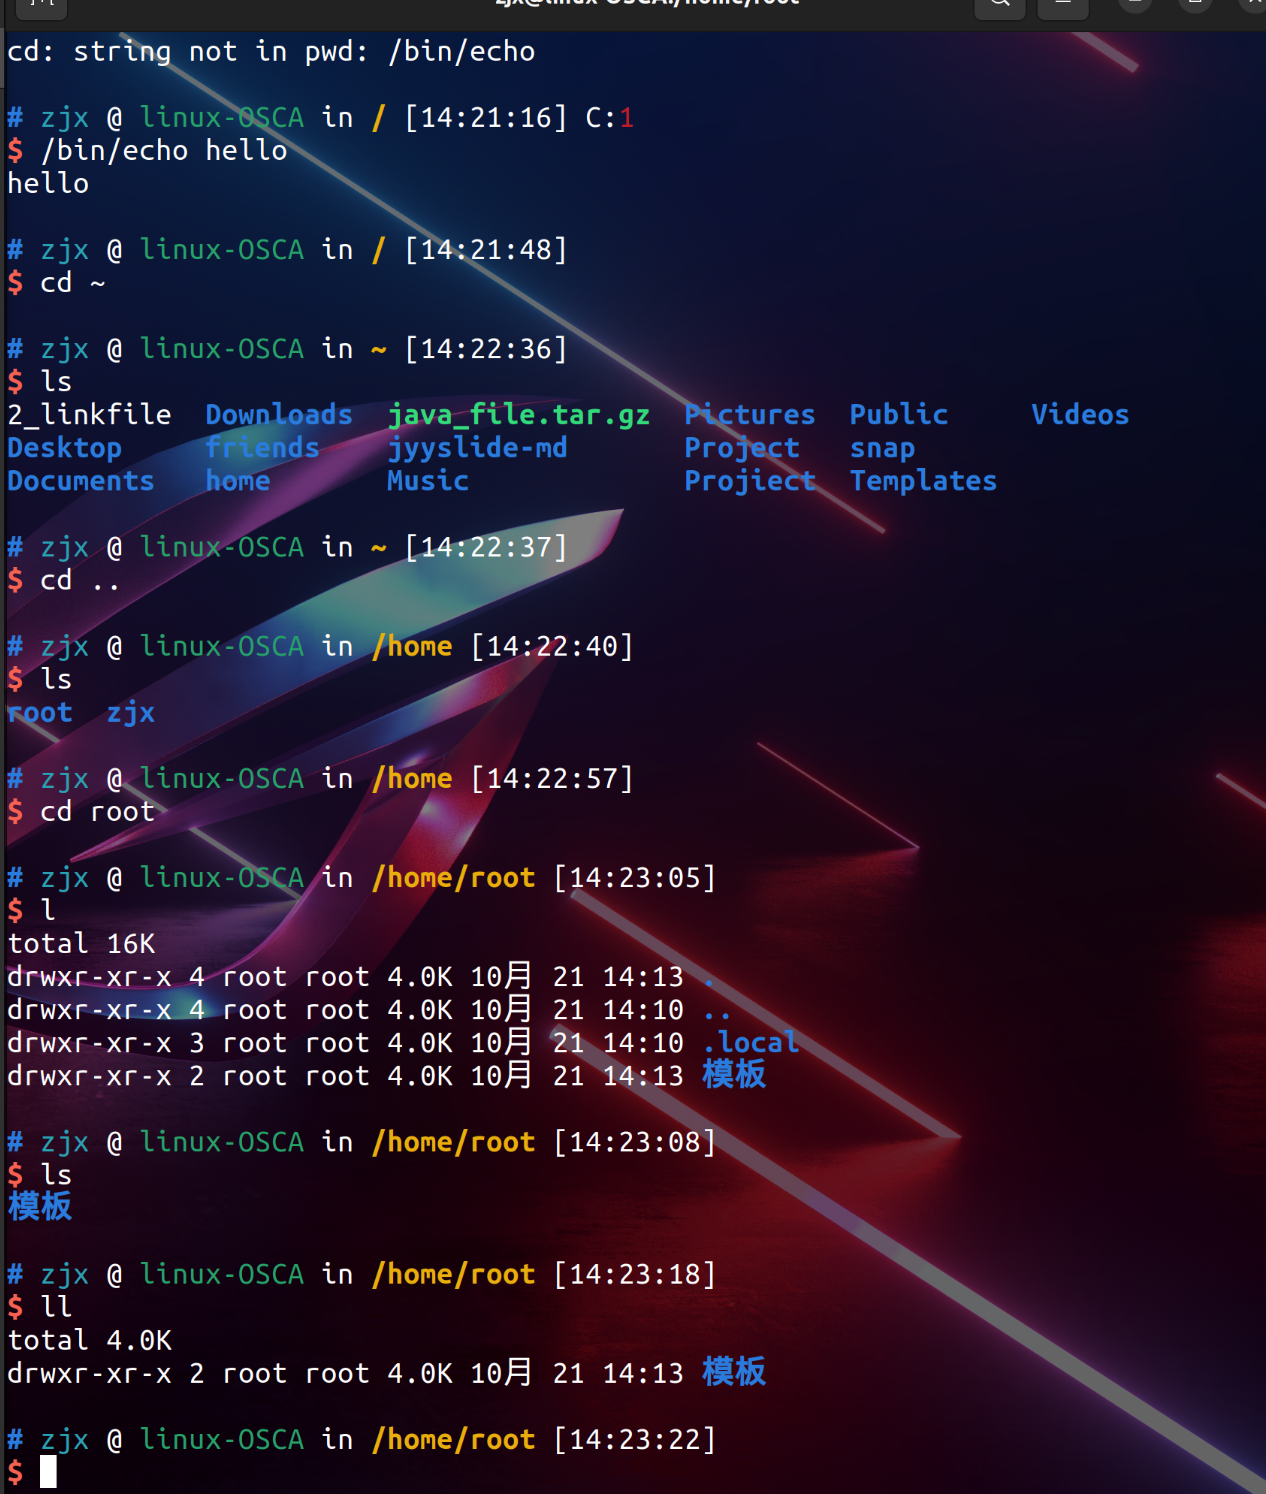 zjx@linux-OSCA:/home/root
cd: string not in pwd: /bin/echo
# zjx @ linux-OSCA in / [14:21:16] C:1
$ /bin/echo hello
hello
# zjx @ linux-OSCA in / [14:21:48]
$ cd ~
# zjx @ linux-OSCA in ~ [14:22:36]
$ ls
2_linkfile  Downloads  java_file.tar.gz  Pictures  Public  Videos
Desktop  friends  jyyslide-md  Project  snap
Documents  home  Music  Projiect  Templates
# zjx @ linux-OSCA in ~ [14:22:37]
$ cd ..
# zjx @ linux-OSCA in /home [14:22:40]
$ ls
root  zjx
# zjx @ linux-OSCA in /home [14:22:57]
$ cd root
# zjx @ linux-OSCA in /home/root [14:23:05]
$ l
total 16K
drwxr-xr-x 4 root root 4.0K 10月 21 14:13 .
drwxr-xr-x 4 root root 4.0K 10月 21 14:10 ..
drwxr-xr-x 3 root root 4.0K 10月 21 14:10 .local
drwxr-xr-x 2 root root 4.0K 10月 21 14:13 模板
# zjx @ linux-OSCA in /home/root [14:23:08]
$ ls
模板
# zjx @ linux-OSCA in /home/root [14:23:18]
$ ll
total 4.0K
drwxr-xr-x 2 root root 4.0K 10月 21 14:13 模板
# zjx @ linux-OSCA in /home/root [14:23:22]
$